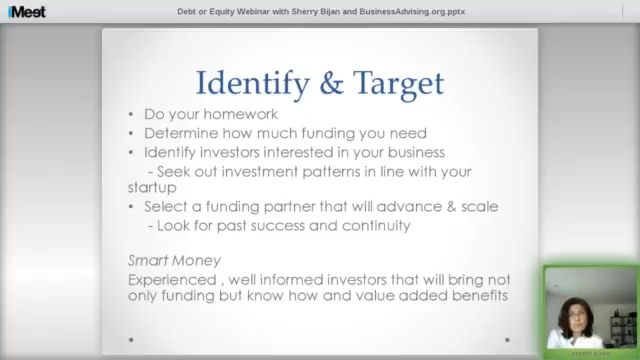 iMeet
Debt or Equity Webinar with Sherry Bijan and BusinessAdvising.org.pptx
Identify & Target
• Do your homework
• Determine how much funding you need
• Identify investors interested in your business
- Seek out investment patterns in line with your
startup
• Select a funding partner that will advance & scale
- Look for past success and continuity
Smart Money
Experienced , well informed investors that will bring not
only funding but know how and value added benefits